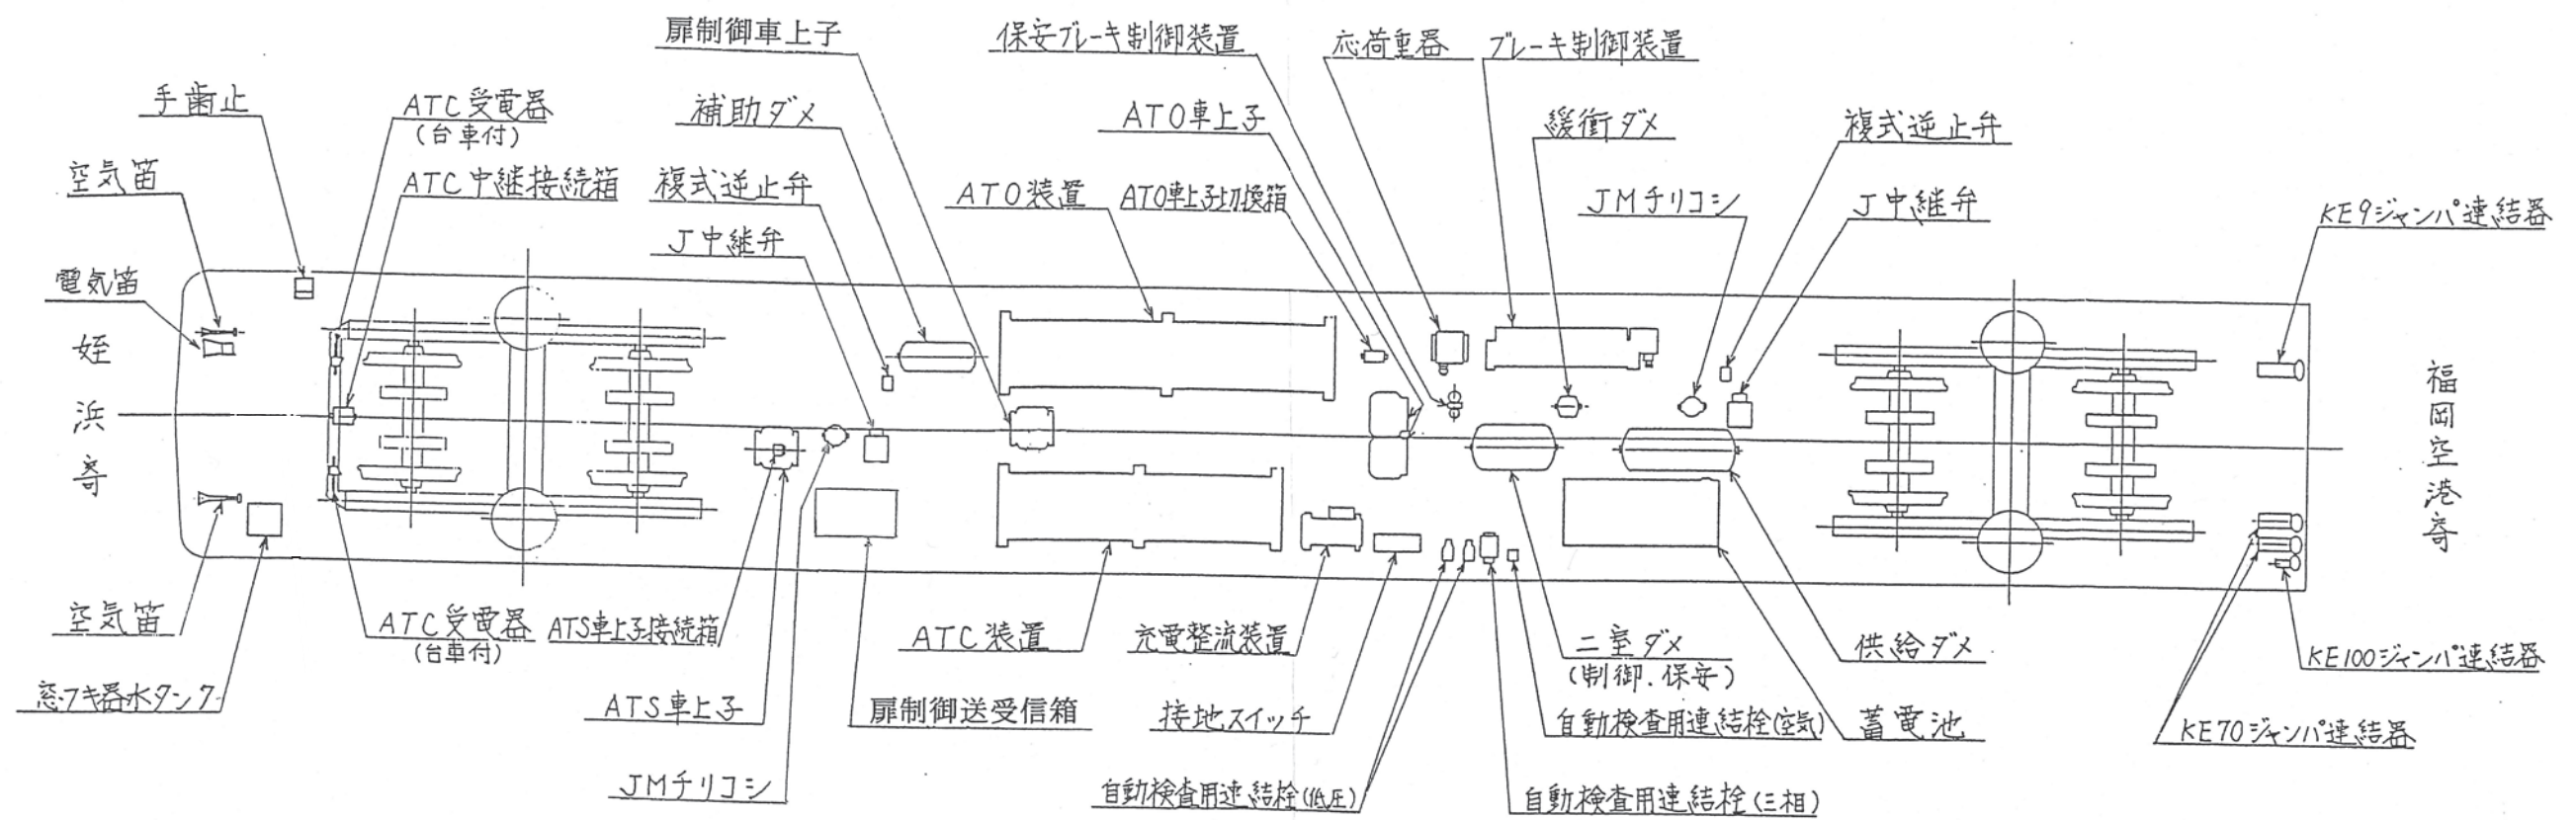 扉制御車上子
保安ブレーキ制御装置
応荷重器
ブレーキ制御装置
手歯止
ATC受電器
(台車付)
補助ダメ
ATO車上子
緩衝ダメ
複式逆止弁
空気笛
ATC中継接続箱
複式逆止弁
ATO装置
ATO車上子切換箱
JMチリコシ
J中継弁
KE9ジャンパ連結器
J中継弁
電気笛
姪浜寄
福岡空港寄
空気笛
ATC受電器
(台車付)
ATS車上子接続箱
ATC装置
充電整流装置
二室ダメ
(制御.保安)
供給ダメ
KE100ジャンパ連結器
窓フキ器水タンク
ATS車上子
扉制御送受信箱
接地スイッチ
自動検査用連結栓(空気)
蓄電池
KE70ジャンパ連結器
JMチリコシ
自動検査用連結栓(低圧)
自動検査用連結栓(三相)